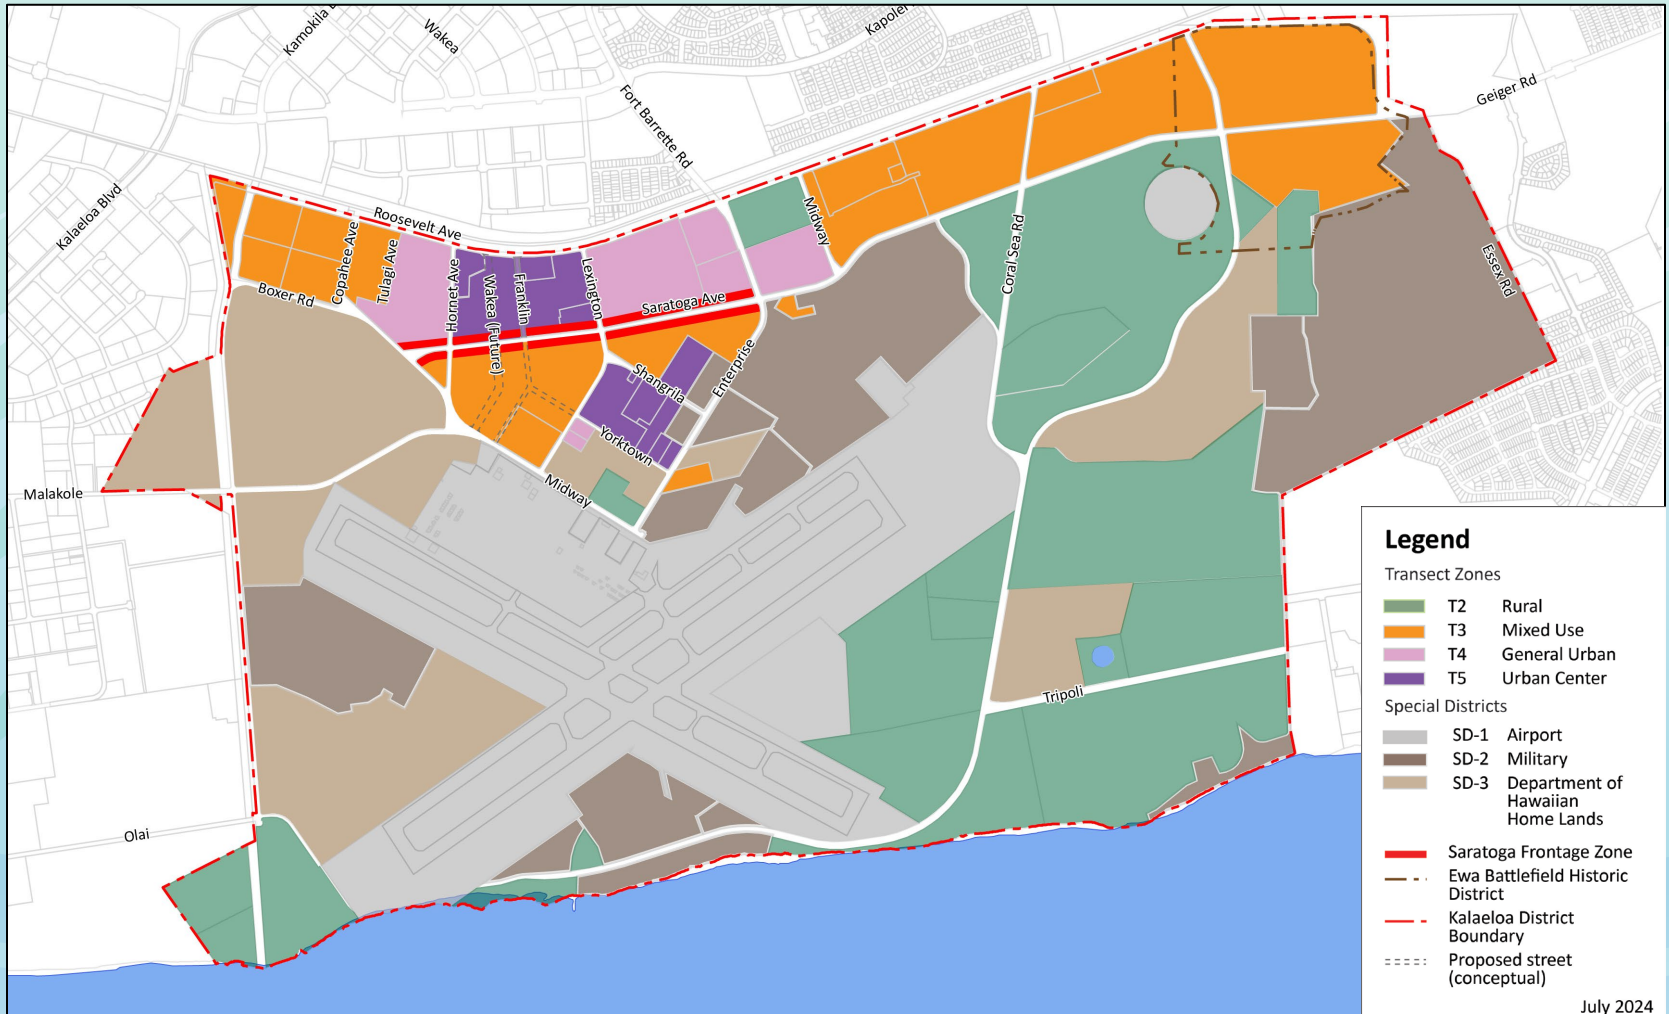 Kamokila
Wakea
Kapolei
Fort Barrette Rd
Geiger Rd
Kalaeloa Blvd
Roosevelt Ave
Midway
Copahee Ave
Tulagi Ave
Hornet Ave
Wakea (Future)
Franklin
Lexington
Coral Sea Rd
Essex Rd
Boxer Rd
Saratoga Ave
Shangrila
Enterprise
Yorktown
Malakole
Midway
Tripoli
Olai
Legend
Transect Zones
T2 Rural
T3 Mixed Use
T4 General Urban
T5 Urban Center
Special Districts
SD-1 Airport
SD-2 Military
SD-3 Department of
Hawaiian
Home Lands
Saratoga Frontage Zone
Ewa Battlefield Historic
District
Kalaeloa District
Boundary
Proposed street
(conceptual)
July 2024